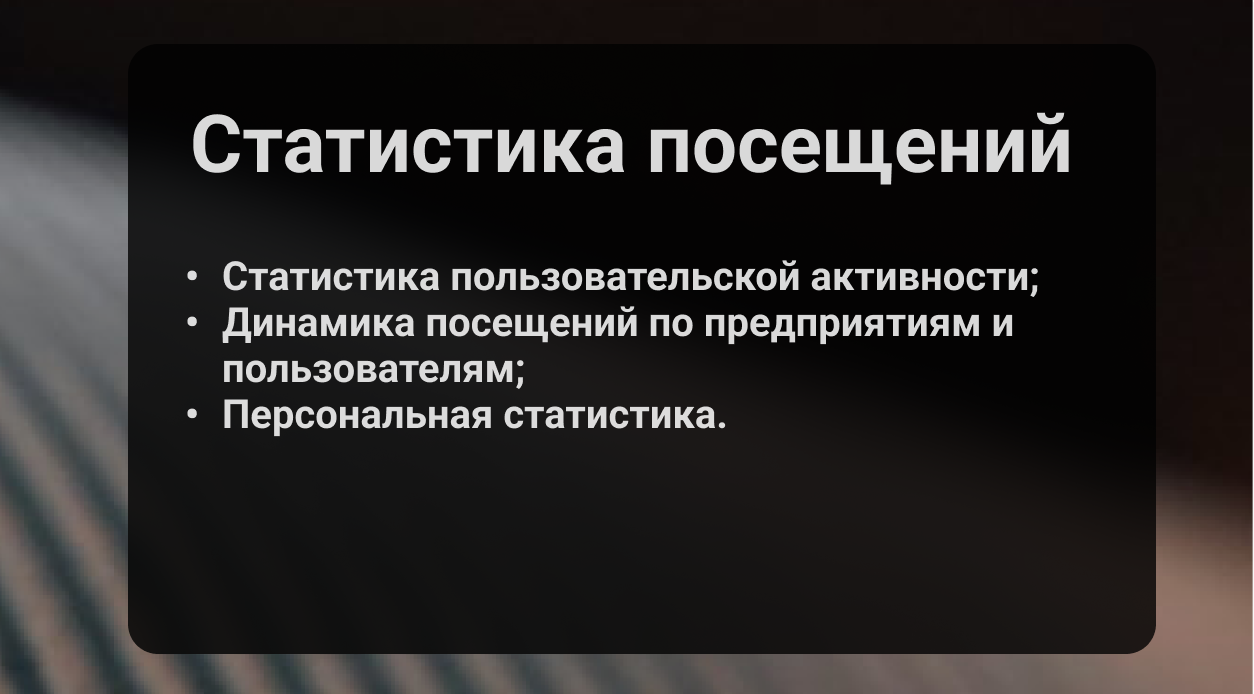 Статистика посещений
• Статистика пользовательской активности;
• Динамика посещений по предприятиям и
пользователям;
• Персональная статистика.